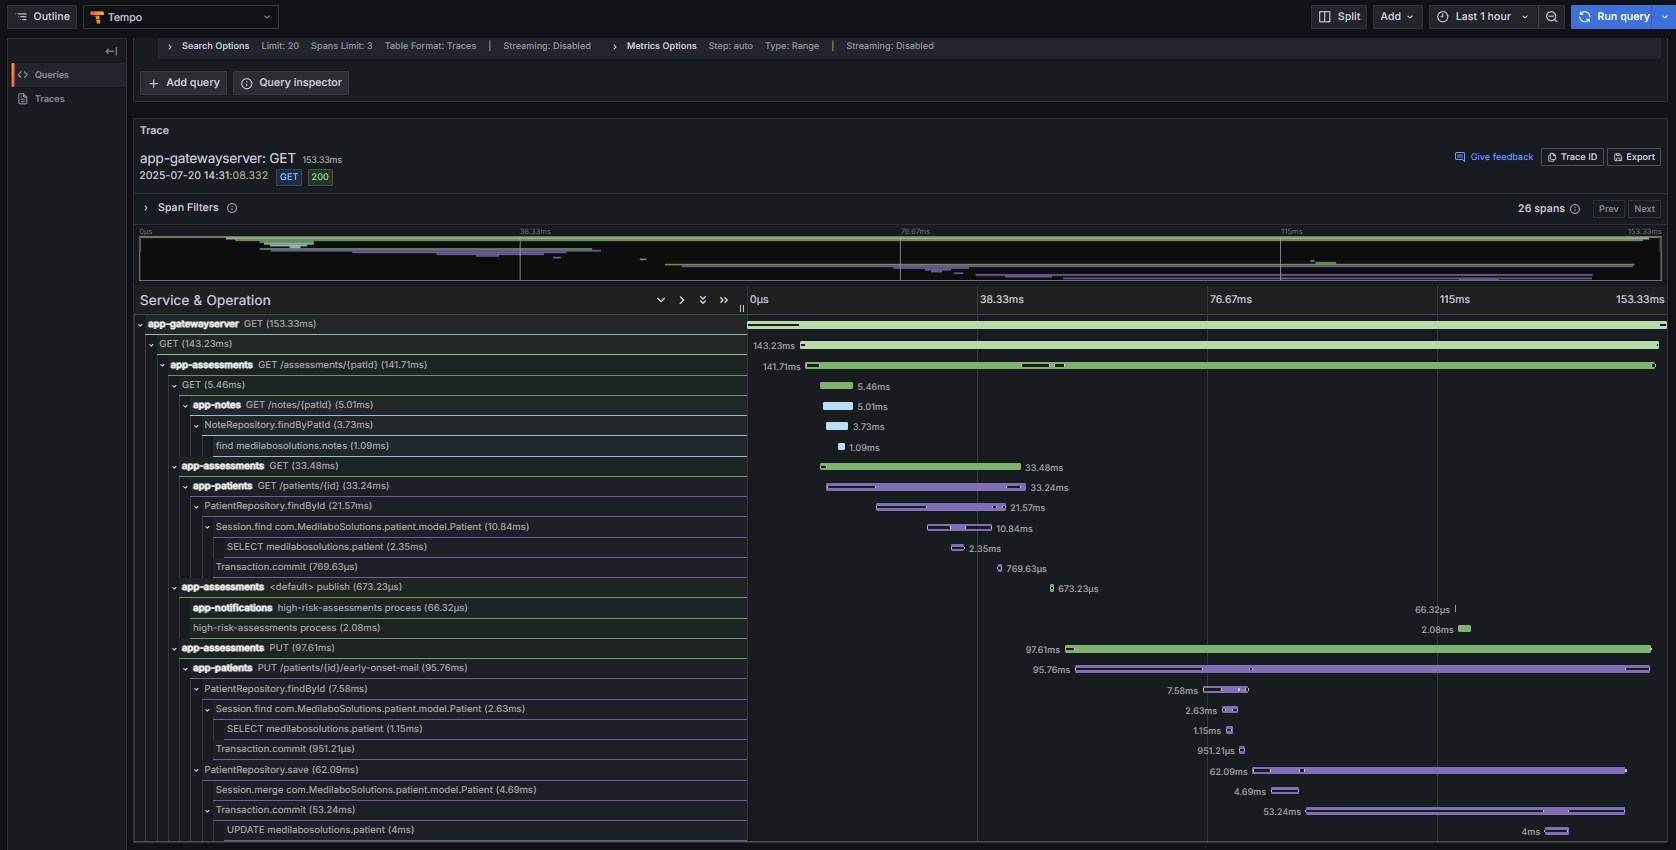 Outline
Tempo
Split
Add
Last 1 hour
Run query
Queries
Traces
Search Options Limit: 20 Spans Limit: 3 Table Format: Traces Streaming: Disabled Metrics Options Step: auto Type: Range Streaming: Disabled
Add query
Query inspector
Trace
app-gatewayserver: GET 153.33ms
Give feedback
Trace ID
Export
2025-07-20 14:31:08.332 GET 200
Span Filters
26 spans
Prev
Next
0µs 38.33ms 76.67ms 115ms 153.33ms
Service & Operation
0µs 38.33ms 76.67ms 115ms 153.33ms
app-gatewayserver GET (153.33ms)
GET (143.23ms) 143.23ms
app-assessments GET /assessments/{patId} (141.71ms) 141.71ms
GET (5.46ms) 5.46ms
app-notes GET /notes/{patId} (5.01ms) 5.01ms
NoteRepository.findByPatId (3.73ms) 3.73ms
find medilabosolutions.notes (1.09ms) 1.09ms
app-assessments GET (33.48ms) 33.48ms
app-patients GET /patients/{id} (33.24ms) 33.24ms
PatientRepository.findById (21.57ms) 21.57ms
Session.find com.MedilaboSolutions.patient.model.Patient (10.84ms) 10.84ms
SELECT medilabosolutions.patient (2.35ms) 2.35ms
Transaction.commit (769.63µs) 769.63µs
app-assessments <default> publish (673.23µs) 673.23µs
app-notifications high-risk-assessments process (66.32µs) 66.32µs
high-risk-assessments process (2.08ms) 2.08ms
app-assessments PUT (97.61ms) 97.61ms
app-patients PUT /patients/{id}/early-onset-mail (95.76ms) 95.76ms
PatientRepository.findById (7.58ms) 7.58ms
Session.find com.MedilaboSolutions.patient.model.Patient (2.63ms) 2.63ms
SELECT medilabosolutions.patient (1.15ms) 1.15ms
Transaction.commit (951.21µs) 951.21µs
PatientRepository.save (62.09ms) 62.09ms
Session.merge com.MedilaboSolutions.patient.model.Patient (4.69ms) 4.69ms
Transaction.commit (53.24ms) 53.24ms
UPDATE medilabosolutions.patient (4ms) 4ms